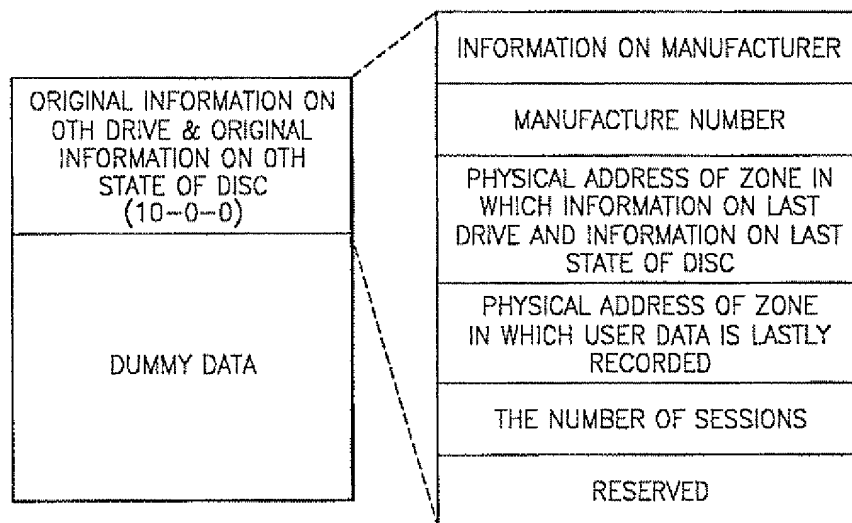 ORIGINAL INFORMATION ON
0TH DRIVE & ORIGINAL
INFORMATION ON 0TH
STATE OF DISC
(10-0-0)
DUMMY DATA
INFORMATION ON MANUFACTURER
MANUFACTURE NUMBER
PHYSICAL ADDRESS OF ZONE IN
WHICH INFORMATION ON LAST
DRIVE AND INFORMATION ON LAST
STATE OF DISC
PHYSICAL ADDRESS OF ZONE
IN WHICH USER DATA IS LASTLY
RECORDED
THE NUMBER OF SESSIONS
RESERVED